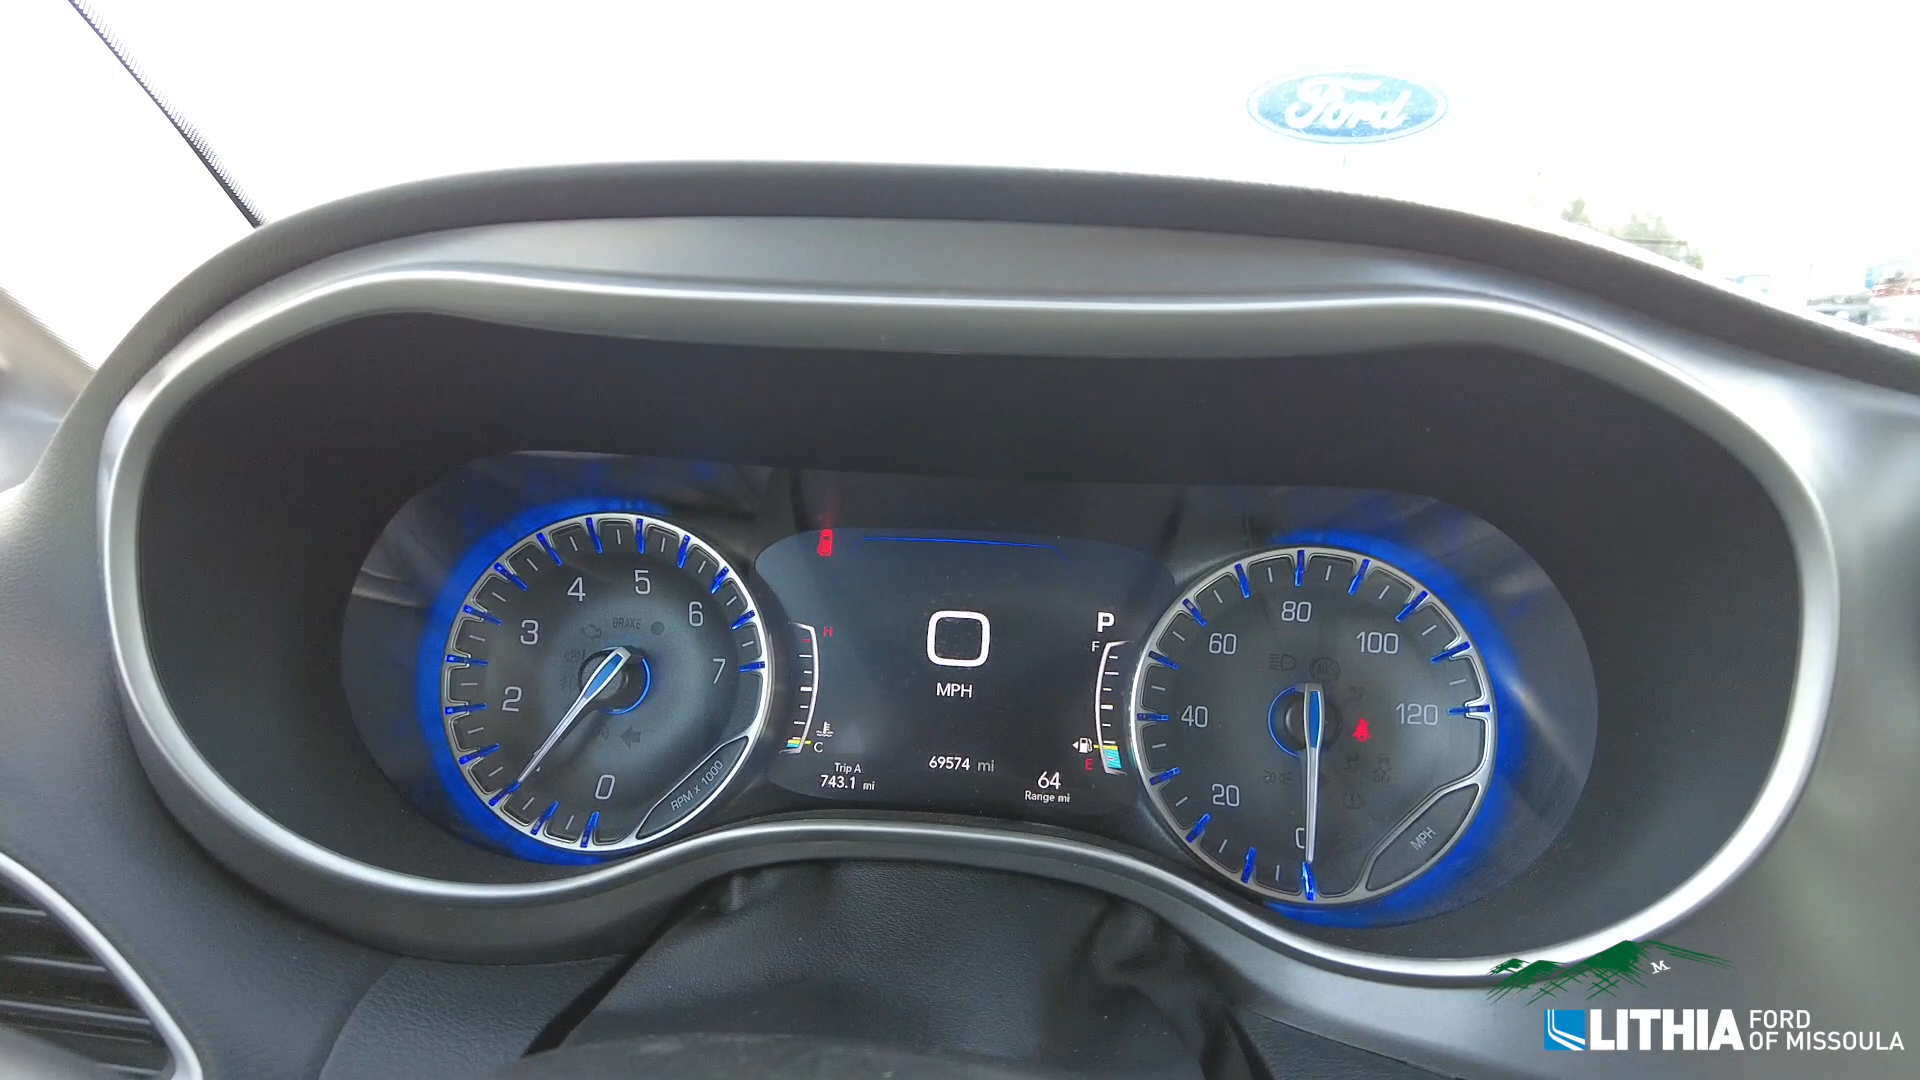 Ford
4 5
3 6
2 7
BRAKE
0
RPM x 1000
H
C
Trip A
743.1 mi
0
MPH
69574 mi
P
F
E
64
Range mi
80
60 100
40 120
20
0
MPH
M
LITHIA FORD
OF MISSOULA